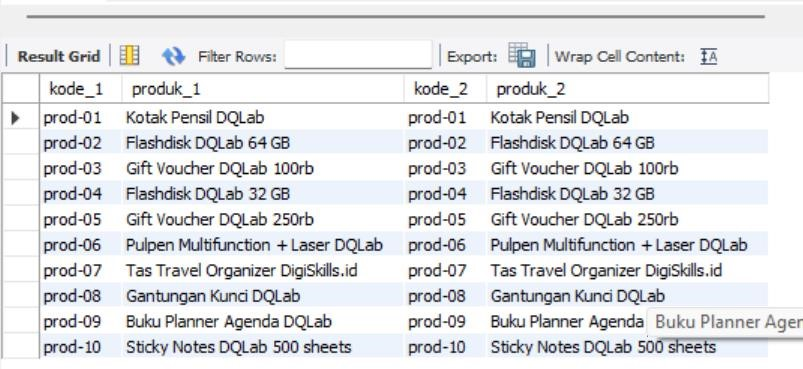 Result Grid Filter Rows: Export: Wrap Cell Content:
kode_1 produk_1 kode_2 produk_2
prod-01 Kotak Pensil DQLab prod-01 Kotak Pensil DQLab
prod-02 Flashdisk DQLab 64 GB prod-02 Flashdisk DQLab 64 GB
prod-03 Gift Voucher DQLab 100rb prod-03 Gift Voucher DQLab 100rb
prod-04 Flashdisk DQLab 32 GB prod-04 Flashdisk DQLab 32 GB
prod-05 Gift Voucher DQLab 250rb prod-05 Gift Voucher DQLab 250rb
prod-06 Pulpen Multifunction + Laser DQLab prod-06 Pulpen Multifunction + Laser DQLab
prod-07 Tas Travel Organizer DigiSkills.id prod-07 Tas Travel Organizer DigiSkills.id
prod-08 Gantungan Kunci DQLab prod-08 Gantungan Kunci DQLab
prod-09 Buku Planner Agenda DQLab prod-09 Buku Planner Agenda Buku Planner Agen
prod-10 Sticky Notes DQLab 500 sheets prod-10 Sticky Notes DQLab 500 sheets